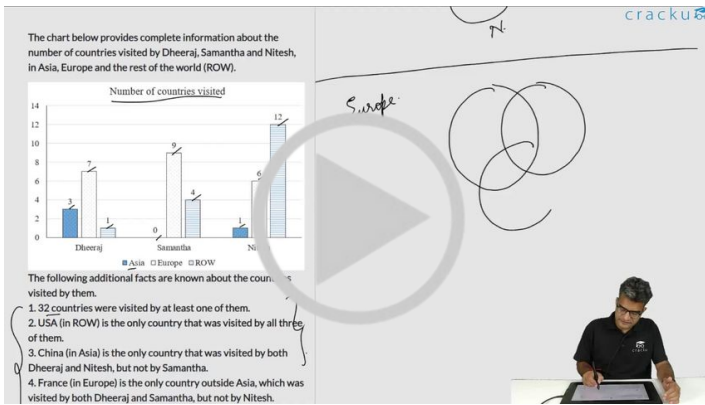 cracku
N.
The chart below provides complete information about the
number of countries visited by Dheeraj, Samantha and Nitesh,
in Asia, Europe and the rest of the world (ROW).
Number of countries visited
14
12
10
8
6
4
2
0
3
7
1
0
9
4
1
6
12
Dheeraj
Samantha
Asia
Europe
ROW
The following additional facts are known about the
visited by them.
1. 32 countries were visited by at least one of them.
2. USA (in ROW) is the only country that was visited by all three
of them.
3. China (in Asia) is the only country that was visited by both
Dheeraj and Nitesh, but not by Samantha.
4. France (in Europe) is the only country outside Asia, which was
visited by both Dheeraj and Samantha, but not by Nitesh.
Europe.